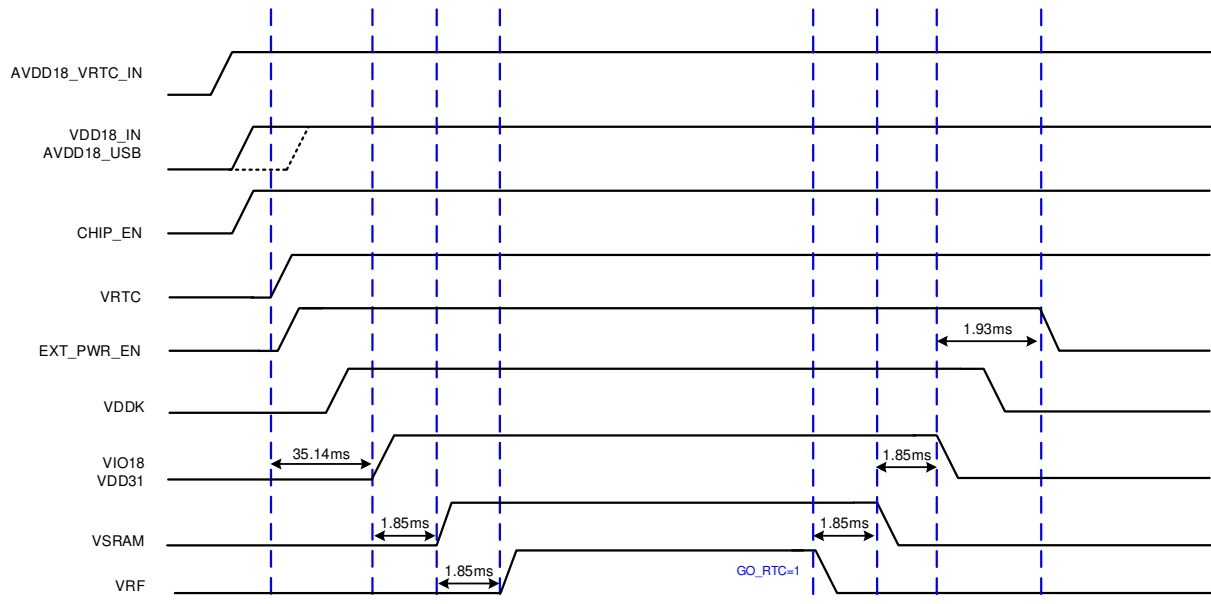 AVDD18_VRTC_IN
VDD18_IN
AVDD18_USB
CHIP_EN
VRTC
EXT_PWR_EN
1.93ms
VDDK
VIO18
VDD31
35.14ms
1.85ms
VSRAM
1.85ms
1.85ms
VRF
1.85ms
GO_RTC=1